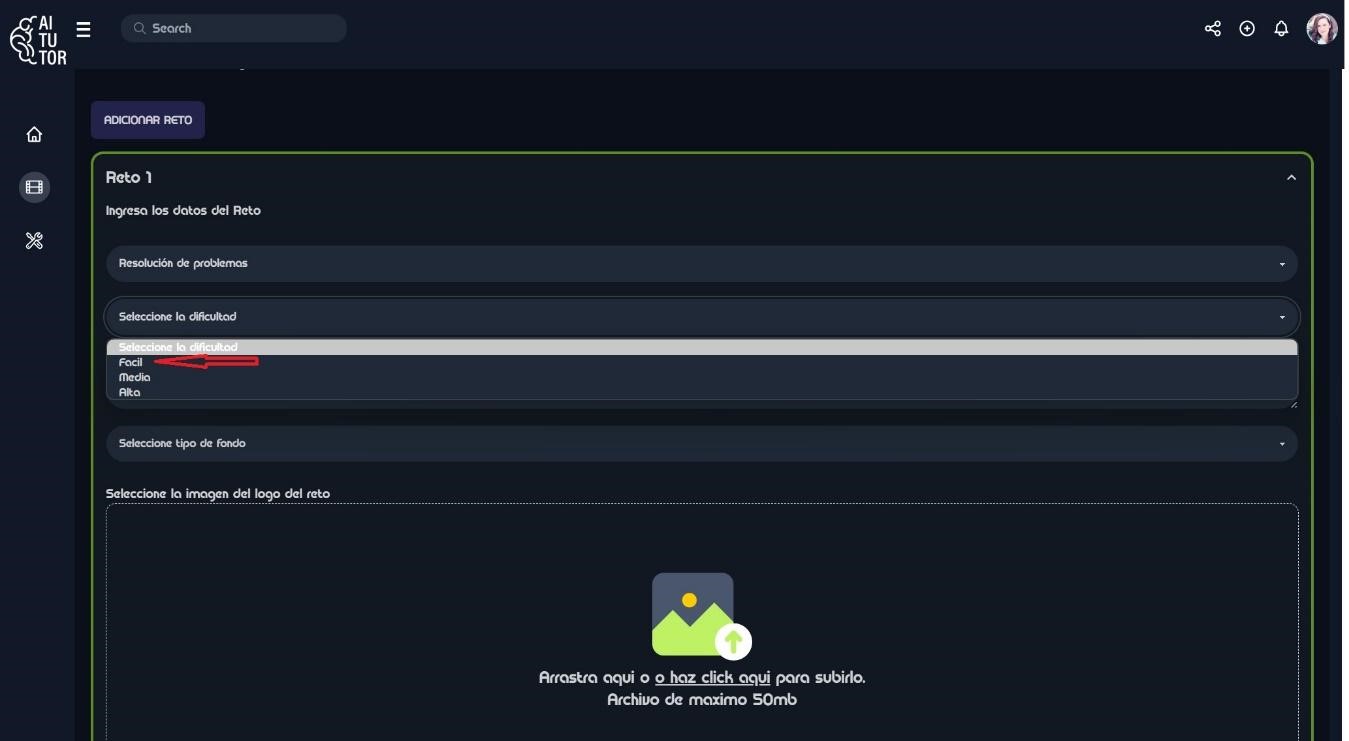 AI
TU
TOR
Search
ADICIONAR RETO
Reto 1
Ingresa los datos del Reto
Resolución de problemas
Seleccione la dificultad
Seleccione la dificultad
Facil
Media
Alta
Seleccione tipo de fondo
Seleccione la imagen del logo del reto
Arrastra aqui o o haz click aqui para subirlo.
Archivo de maximo 50mb